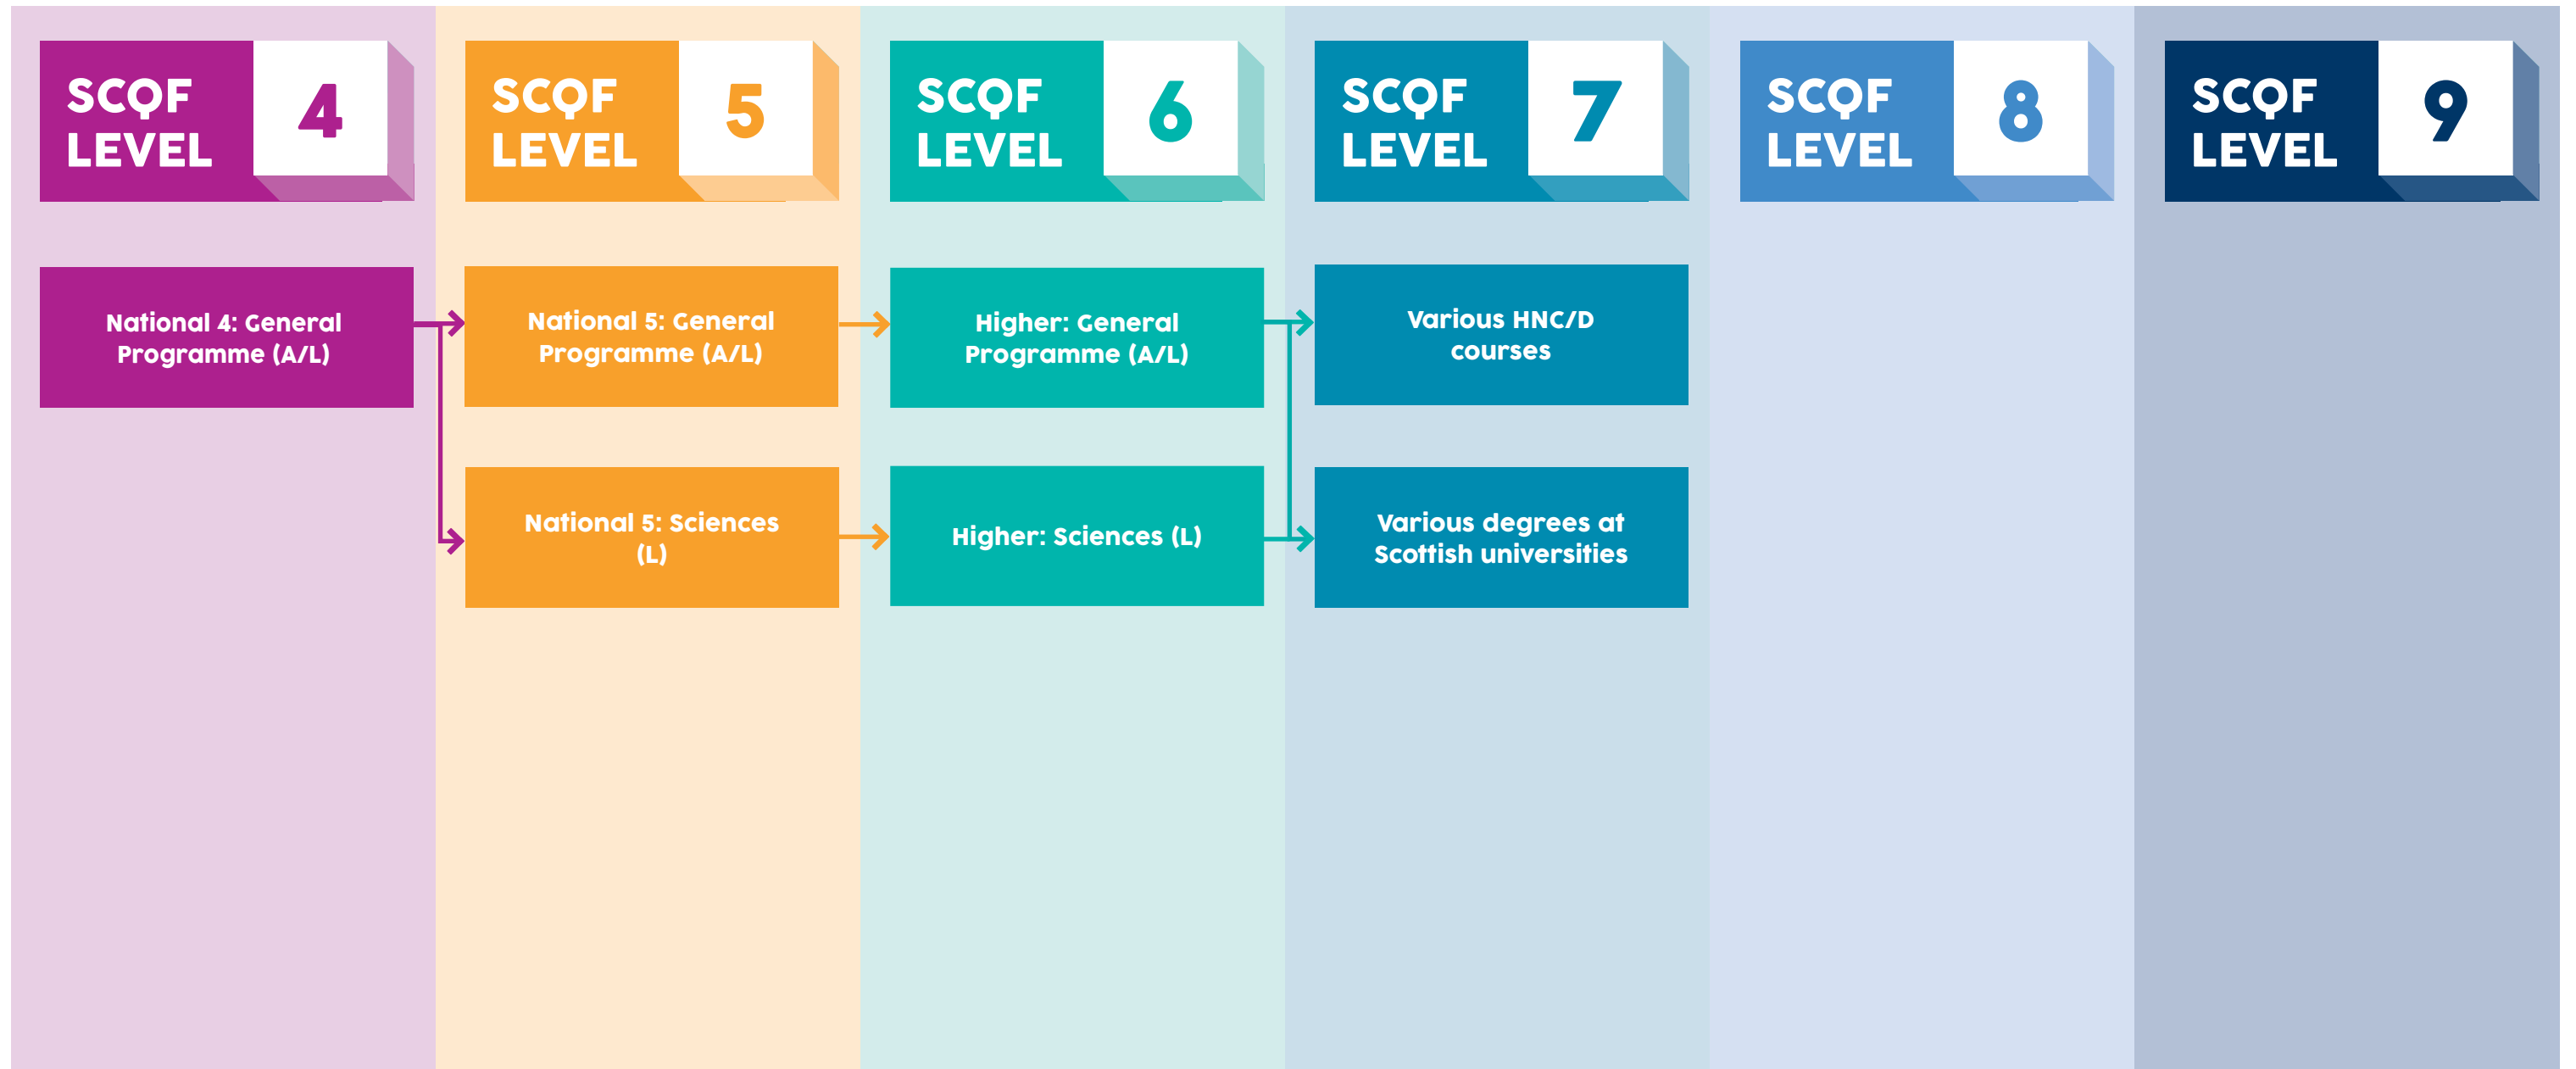 SCQF
LEVEL
4
SCQF
LEVEL
5
SCQF
LEVEL
6
SCQF
LEVEL
7
SCQF
LEVEL
8
SCQF
LEVEL
9
National 4: General
Programme (A/L)
National 5: General
Programme (A/L)
Higher: General
Programme (A/L)
Various HNC/D
courses
National 5: Sciences
(L)
Higher: Sciences (L)
Various degrees at
Scottish universities